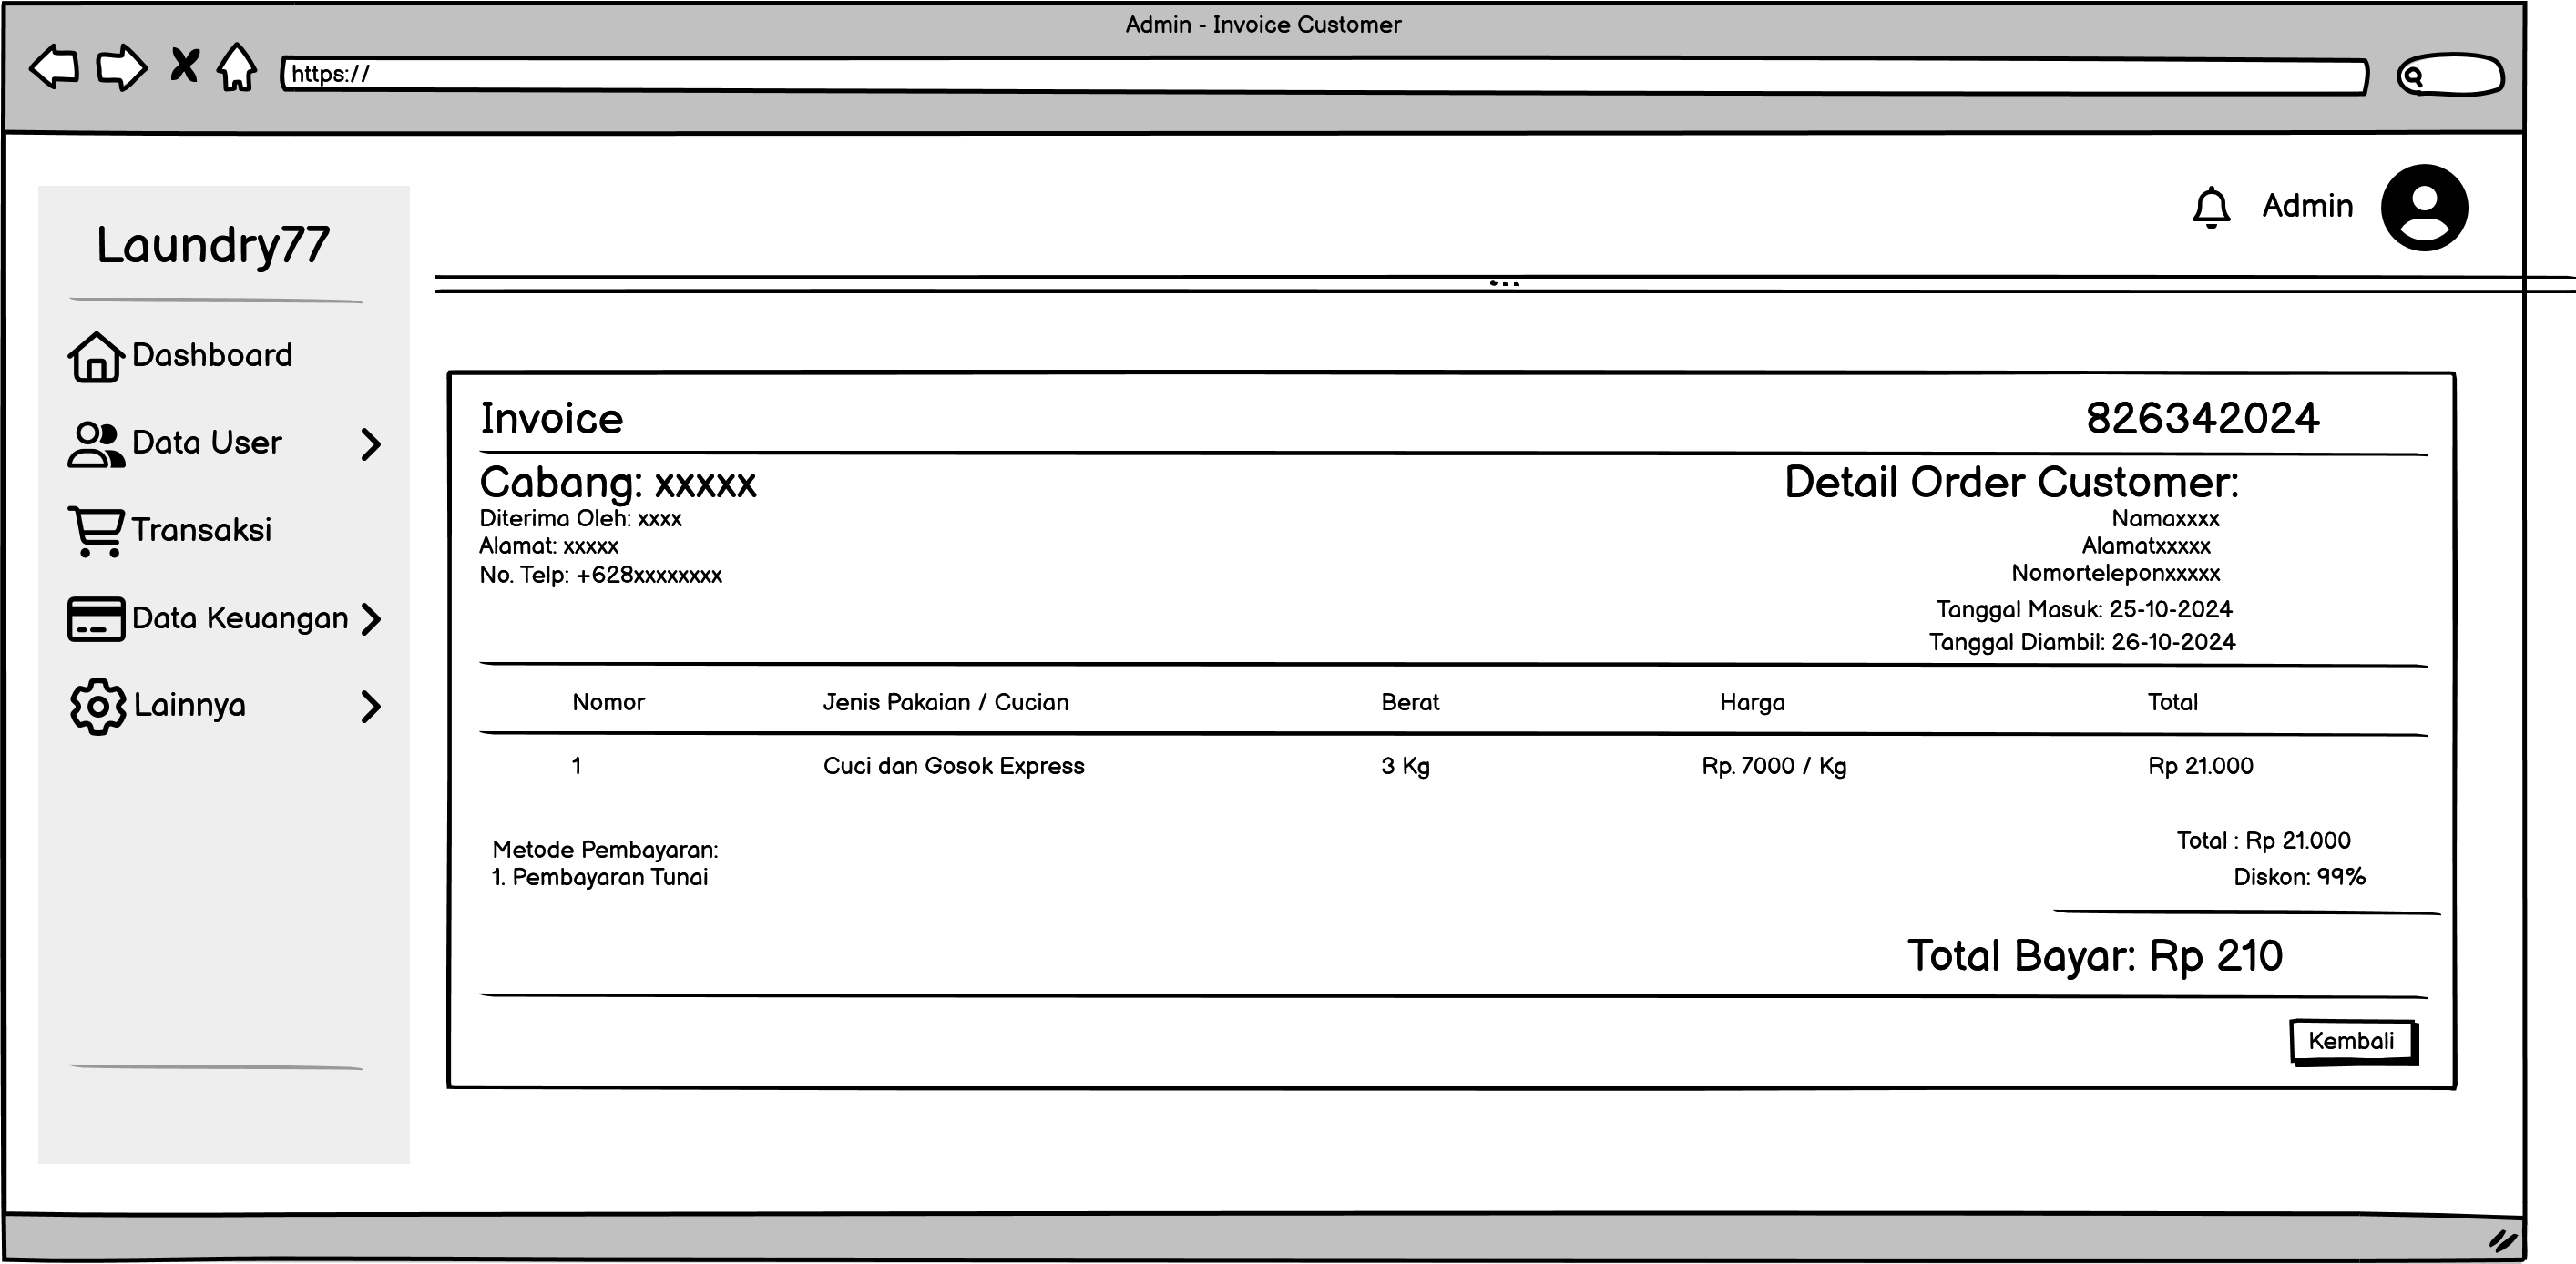 Admin - Invoice Customer
https://
Admin
Laundry77
Dashboard
Data User
Transaksi
Data Keuangan
Lainnya
Invoice
826342024
Cabang: xxxxx
Diterima Oleh: xxxx
Alamat: xxxxx
No. Telp: +628xxxxxxxx
Detail Order Customer:
Namaxxxx
Alamatxxxxx
Nomorteleponxxxxx
Tanggal Masuk: 25-10-2024
Tanggal Diambil: 26-10-2024
Nomor Jenis Pakaian / Cucian Berat Harga Total
1 Cuci dan Gosok Express 3 Kg Rp. 7000 / Kg Rp 21.000
Metode Pembayaran:
1. Pembayaran Tunai
Total : Rp 21.000
Diskon: 99%
Total Bayar: Rp 210
Kembali